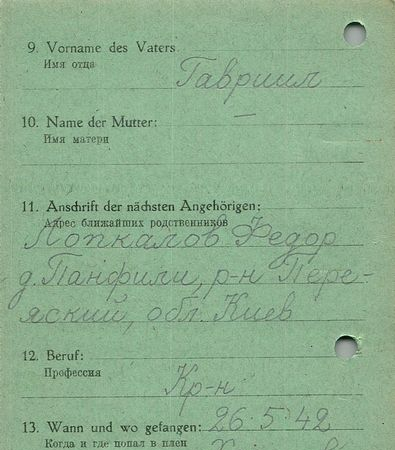 9. Vorname des Vaters:
Имя отца
Гавриил
10. Name der Mutter:
Имя матери
—
11. Anschrift der nächsten Angehörigen:
Адрес ближайших родственников
Лопкалов Федор
д. Панфили, р-н Пере-
яский, обл. Киев
12. Beruf:
Профессия
Кр-н
13. Wann und wo gefangen: 26.5.42
Когда и где попал в плен